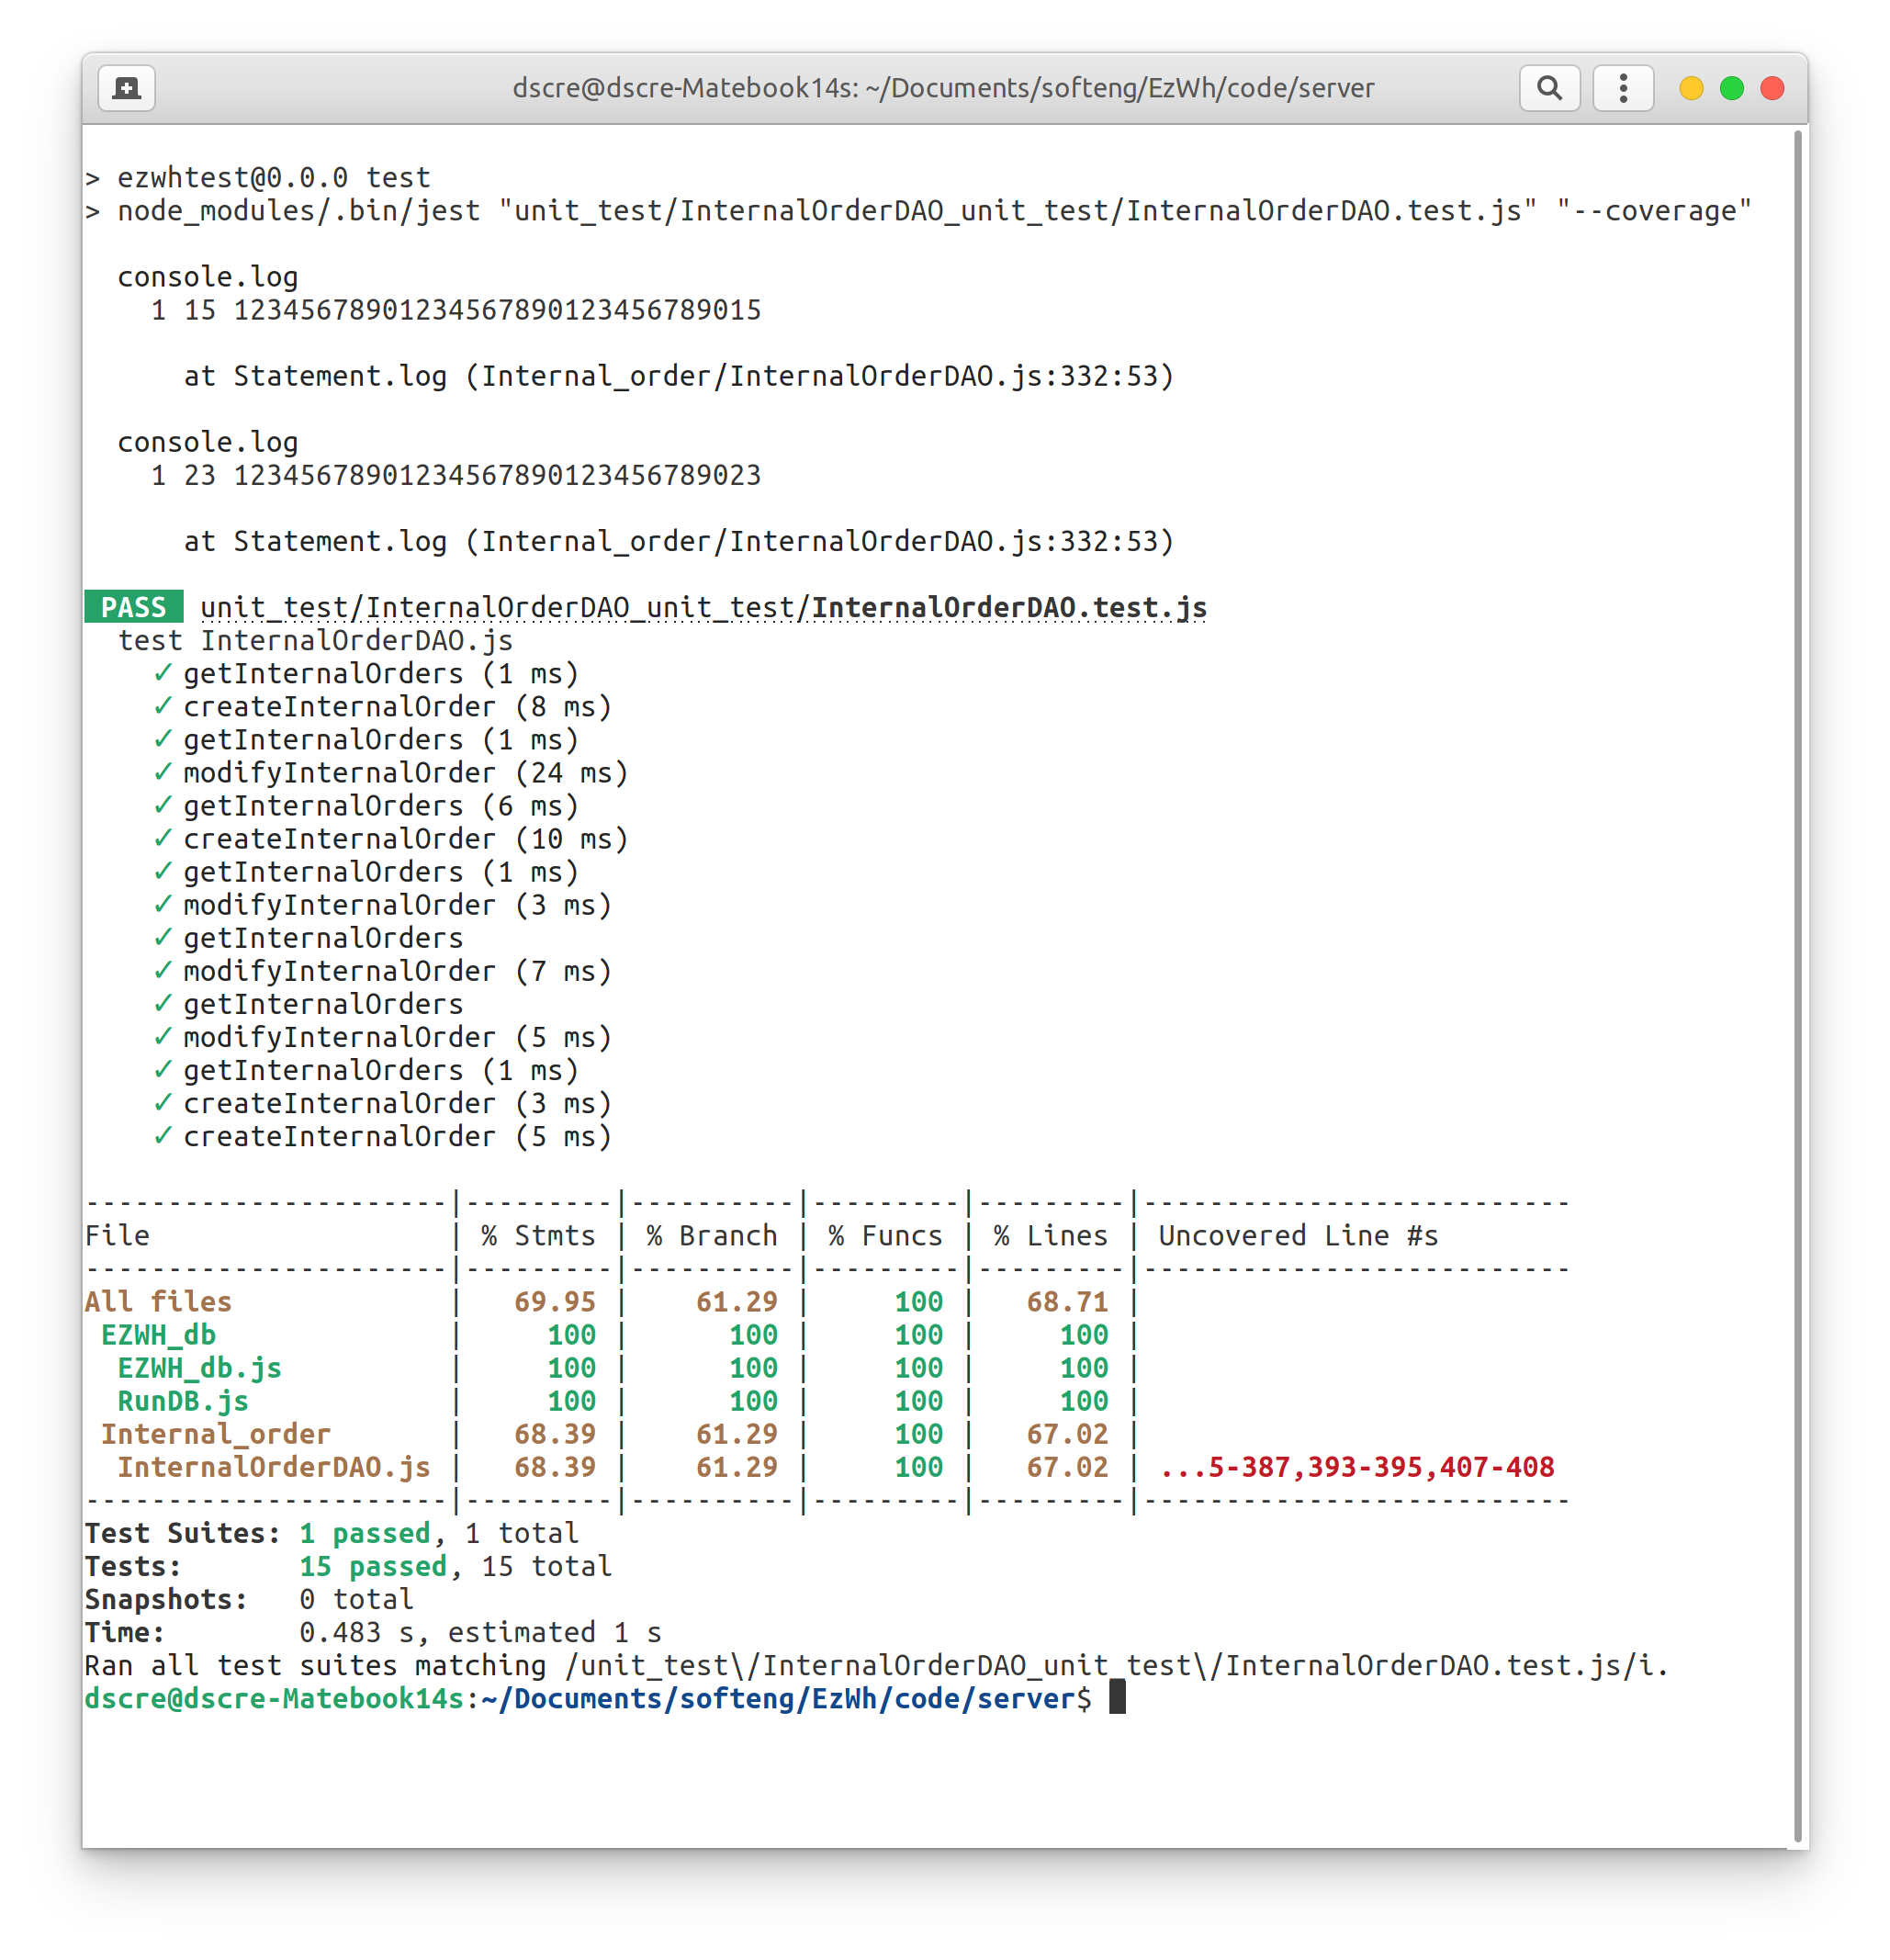 dscre@dscre-Matebook14s: ~/Documents/softeng/EzWh/code/server
> ezwhtest@0.0.0 test
> node_modules/.bin/jest "unit_test/InternalOrderDAO_unit_test/InternalOrderDAO.test.js" "--coverage"
console.log
1 15 12345678901234567890123456789015
at Statement.log (Internal_order/InternalOrderDAO.js:332:53)
console.log
1 23 12345678901234567890123456789023
at Statement.log (Internal_order/InternalOrderDAO.js:332:53)
PASS unit_test/InternalOrderDAO_unit_test/InternalOrderDAO.test.js
test InternalOrderDAO.js
✓ getInternalOrders (1 ms)
✓ createInternalOrder (8 ms)
✓ getInternalOrders (1 ms)
✓ modifyInternalOrder (24 ms)
✓ getInternalOrders (6 ms)
✓ createInternalOrder (10 ms)
✓ getInternalOrders (1 ms)
✓ modifyInternalOrder (3 ms)
✓ getInternalOrders
✓ modifyInternalOrder (7 ms)
✓ getInternalOrders
✓ modifyInternalOrder (5 ms)
✓ getInternalOrders (1 ms)
✓ createInternalOrder (3 ms)
✓ createInternalOrder (5 ms)
----------------------|---------|----------|---------|---------|--------------------------
File                  | % Stmts | % Branch | % Funcs | % Lines | Uncovered Line #s
----------------------|---------|----------|---------|---------|--------------------------
All files             |   69.95 |    61.29 |     100 |   68.71 |
EZWH_db              |     100 |      100 |     100 |     100 |
EZWH_db.js          |     100 |      100 |     100 |     100 |
RunDB.js            |     100 |      100 |     100 |     100 |
Internal_order       |   68.39 |    61.29 |     100 |   67.02 |
InternalOrderDAO.js |   68.39 |    61.29 |     100 |   67.02 | ...5-387,393-395,407-408
----------------------|---------|----------|---------|---------|--------------------------
Test Suites: 1 passed, 1 total
Tests:       15 passed, 15 total
Snapshots:   0 total
Time:        0.483 s, estimated 1 s
Ran all test suites matching /unit_test\/InternalOrderDAO_unit_test\/InternalOrderDAO.test.js/i.
dscre@dscre-Matebook14s:~/Documents/softeng/EzWh/code/server$